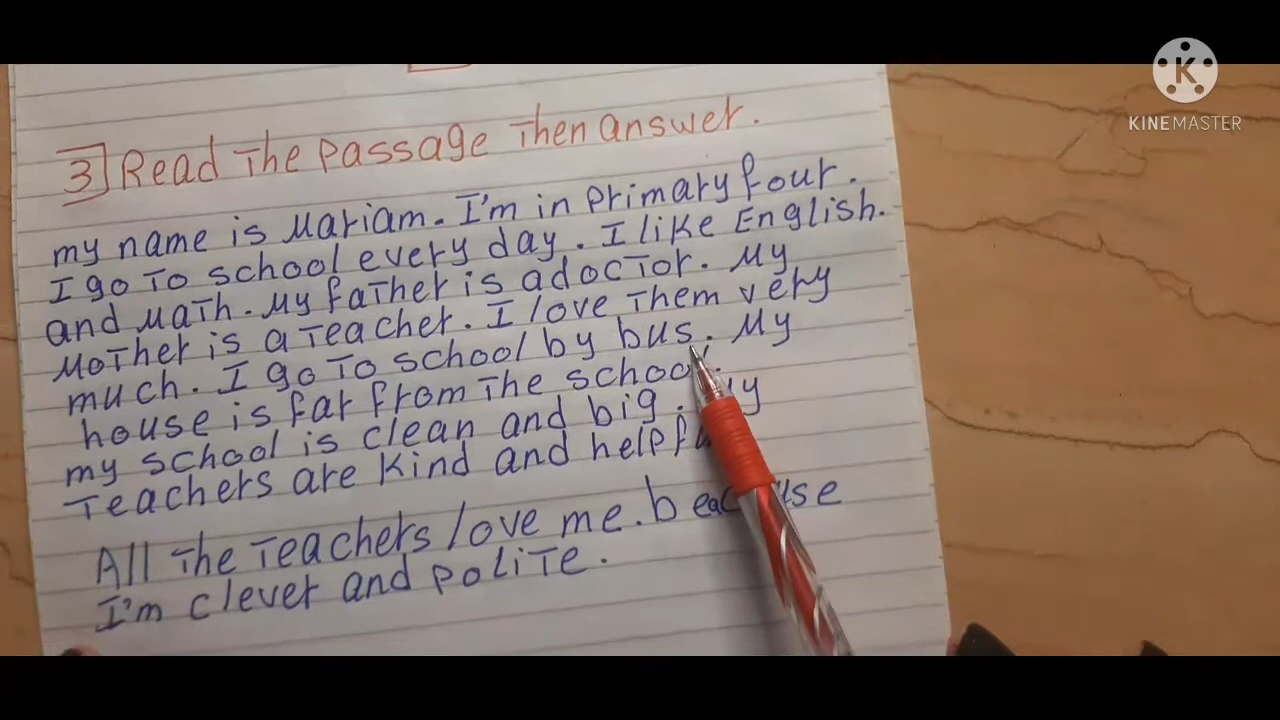 KINEMASTER
3 Read The Passage Then answer.
my name is Mariam. I'm in primary four.
I go To school every day. I like English.
and Math. My father is a doctor. My
Mother is a Teacher. I love Them very
much. I go To school by bus. My
house is far from The school.
my school is clean and big.
Teachers are kind and
All The Teachers love me.
I'm clever and polite.